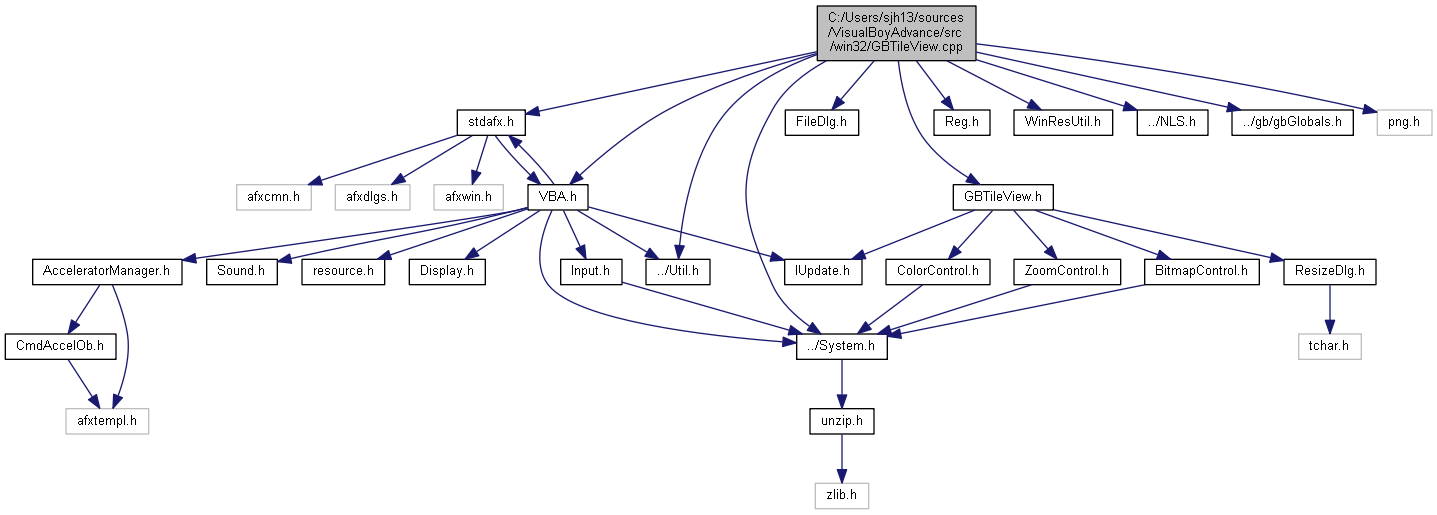 C:/Users/sjh13/sources
/VisualBoyAdvance/src
/win32/GBTileView.cpp
stdafx.h
FileDlg.h
Reg.h
WinResUtil.h
../NLS.h
../gb/gbGlobals.h
png.h
afxcmn.h
afxdlgs.h
afxwin.h
VBA.h
GBTileView.h
AcceleratorManager.h
Sound.h
resource.h
Display.h
Input.h
../Util.h
IUpdate.h
ColorControl.h
ZoomControl.h
BitmapControl.h
ResizeDlg.h
CmdAccelOb.h
../System.h
tchar.h
afxtempl.h
unzip.h
zlib.h